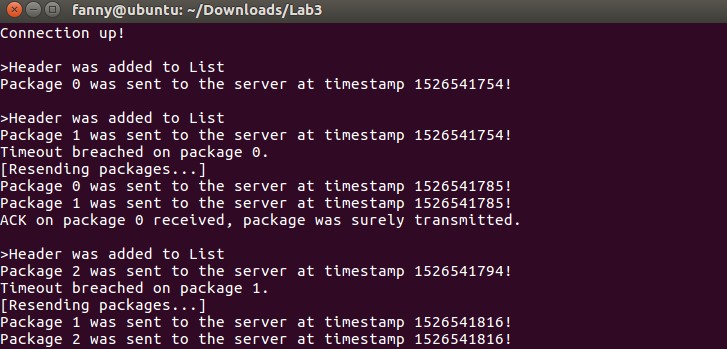 fanny@ubuntu: ~/Downloads/Lab3
Connection up!
>Header was added to List
Package 0 was sent to the server at timestamp 1526541754!
>Header was added to List
Package 1 was sent to the server at timestamp 1526541754!
Timeout breached on package 0.
[Resending packages...]
Package 0 was sent to the server at timestamp 1526541785!
Package 1 was sent to the server at timestamp 1526541785!
ACK on package 0 received, package was surely transmitted.
>Header was added to List
Package 2 was sent to the server at timestamp 1526541794!
Timeout breached on package 1.
[Resending packages...]
Package 1 was sent to the server at timestamp 1526541816!
Package 2 was sent to the server at timestamp 1526541816!